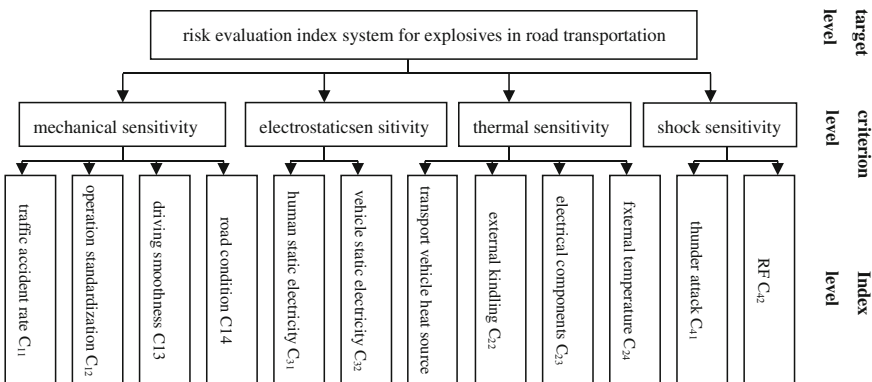 risk evaluation index system for explosives in road transportation
target
level
mechanical sensitivity
electrostaticsen sitivity
thermal sensitivity
shock sensitivity
criterion
level
traffic accident rate C₁₁
operation standardization C₁₂
driving smoothness C13
road condition C14
human static electricity C₃₁
vehicle static electricity C₃₂
transport vehicle heat source
external kindling C₂₂
electrical components C₂₃
fxternal temperature C₂₄
thunder attack C₄₁
RF C₄₂
Index
level